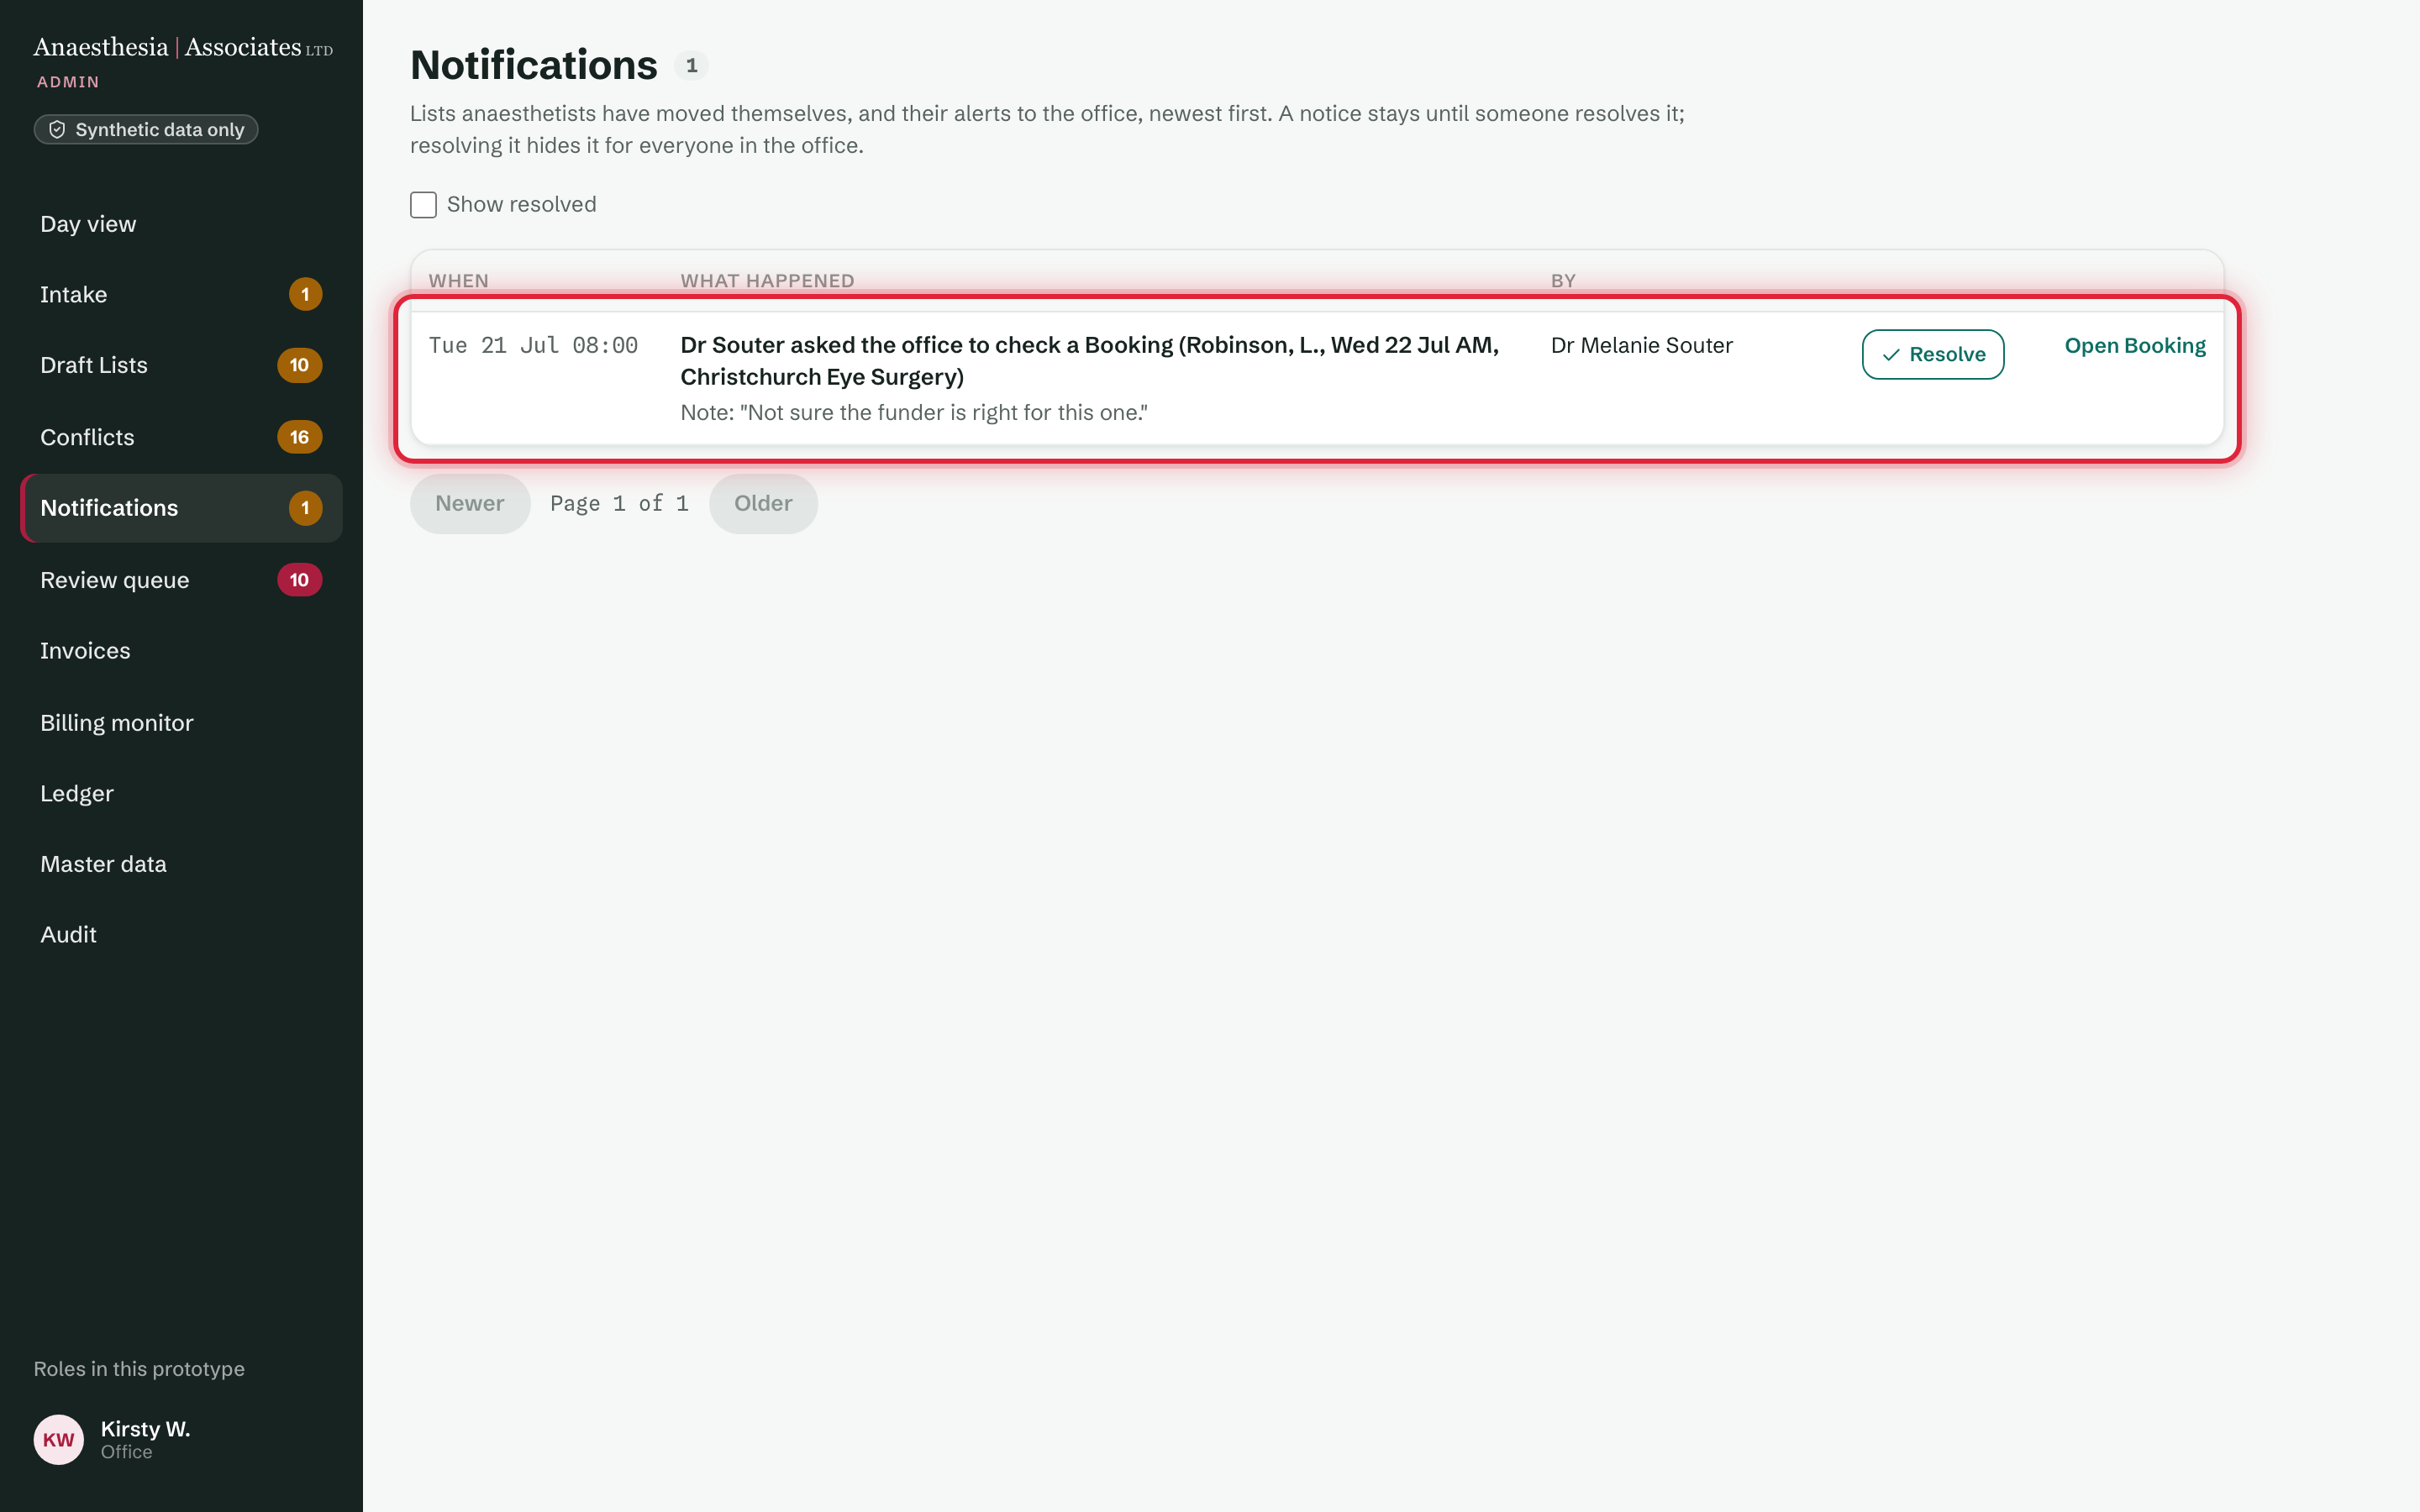 Anaesthesia | Associates LTD
ADMIN
Synthetic data only
Day view
Intake 1
Draft Lists 10
Conflicts 16
Notifications 1
Review queue 10
Invoices
Billing monitor
Ledger
Master data
Audit
Roles in this prototype
KW
Kirsty W.
Office
Notifications 1
Lists anaesthetists have moved themselves, and their alerts to the office, newest first. A notice stays until someone resolves it;
resolving it hides it for everyone in the office.
Show resolved
WHEN WHAT HAPPENED BY
Tue 21 Jul 08:00 Dr Souter asked the office to check a Booking (Robinson, L., Wed 22 Jul AM, Dr Melanie Souter Resolve Open Booking
Christchurch Eye Surgery)
Note: "Not sure the funder is right for this one."
Newer Page 1 of 1 Older